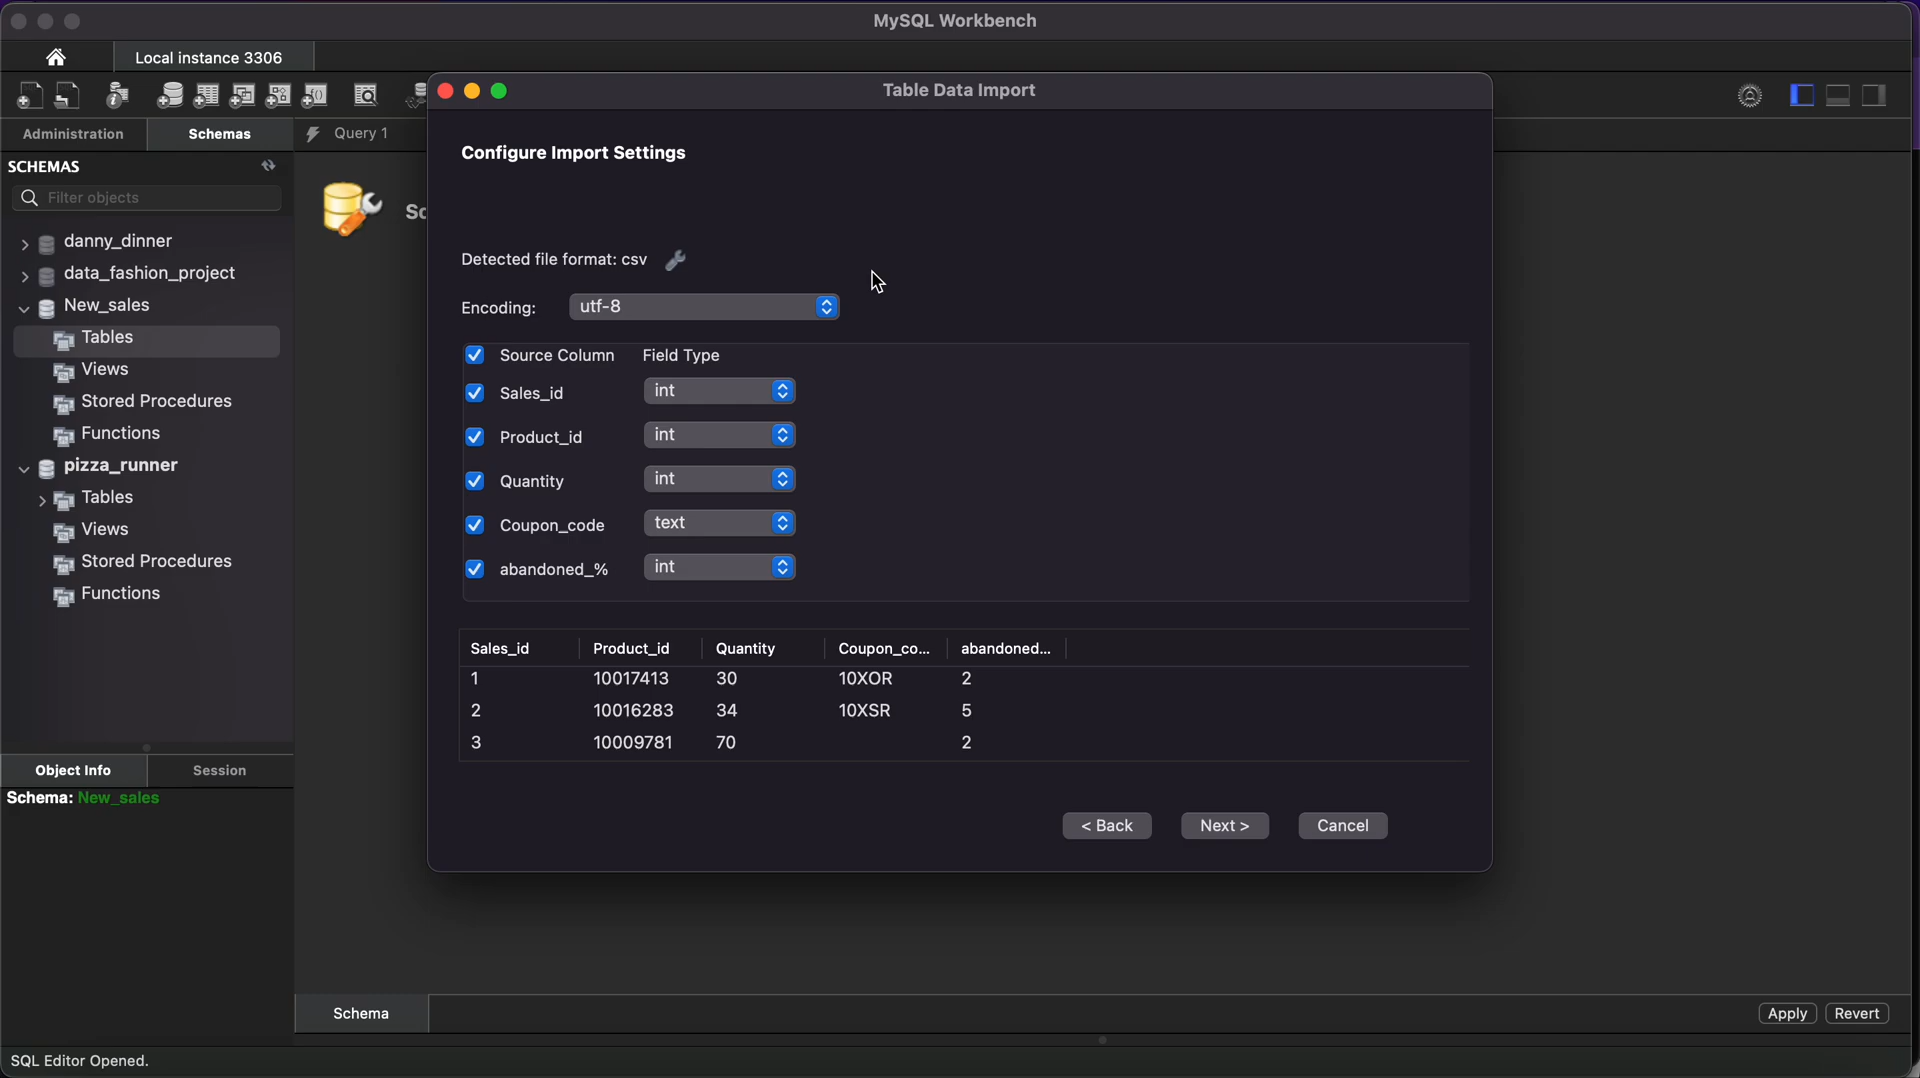 MySQL Workbench
Local instance 3306
Table Data Import
Administration
Schemas
Query 1
SCHEMAS
Filter objects
danny_dinner
data_fashion_project
New_sales
Tables
Views
Stored Procedures
Functions
pizza_runner
Tables
Views
Stored Procedures
Functions
Object Info
Session
Schema: New_sales
Sc
Configure Import Settings
Detected file format: csv
Encoding: utf-8
Source Column Field Type
Sales_id int
Product_id int
Quantity int
Coupon_code text
abandoned_% int
Sales_id Product_id Quantity Coupon_co... abandoned...
1 10017413 30 10XOR 2
2 10016283 34 10XSR 5
3 10009781 70 2
< Back Next > Cancel
Schema
Apply Revert
SQL Editor Opened.